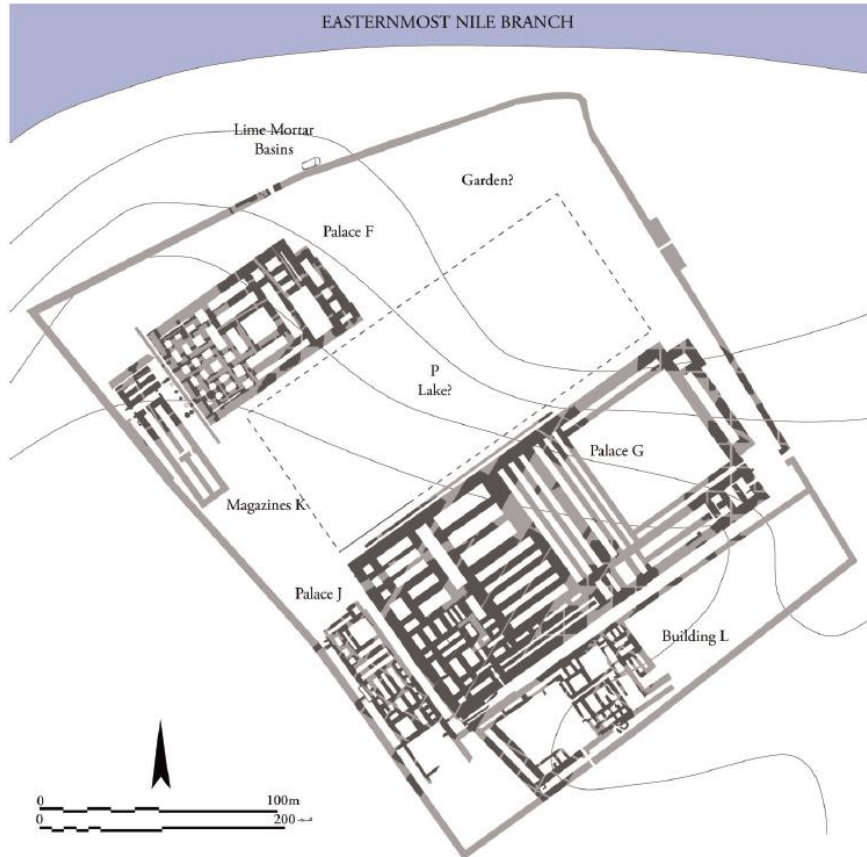 EASTERNMOST NILE BRANCH
Lime Mortar
Basins
Garden?
Palace F
P
Lake?
Palace G
Magazines K
Palace J
Building L
0 100m
0 200